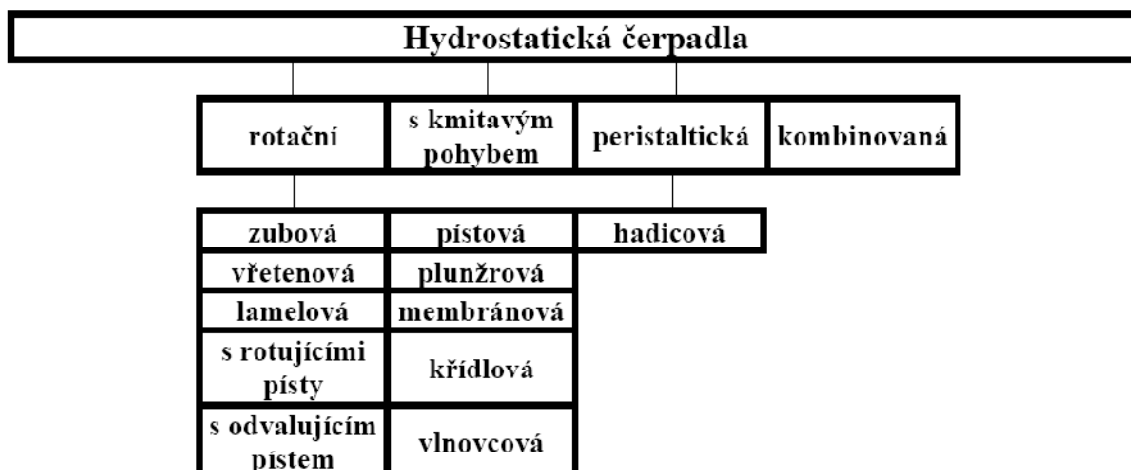 Hydrostatická čerpadla
rotační
s kmitavým
pohybem
peristaltická
kombinovaná
zubová
pístová
hadicová
vřetenová
plunžrová
lamelová
membránová
s rotujícími
písty
křídlová
s odvalujícím
pístem
vlnovcová